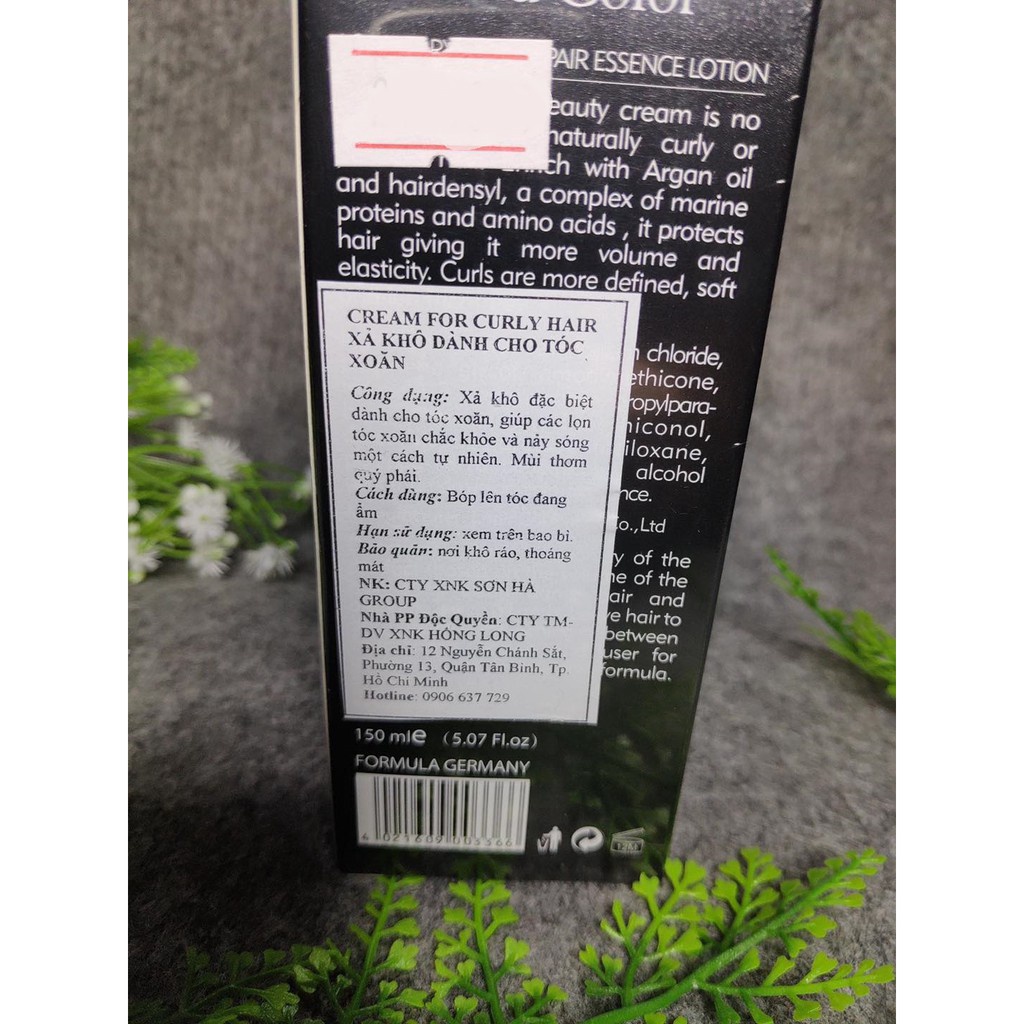 Color
PAIR ESSENCE LOTION
eauty cream is no
naturally curly or
with Argan oil
and hairdensyl, a complex of marine
proteins and amino acids , it protects
hair giving it more volume and
elasticity. Curls are more defined, soft
CREAM FOR CURLY HAIR
XẢ KHÔ DÀNH CHO TÓC
XOĂN
Công dụng: Xả khô đặc biệt
dành cho tóc xoăn, giúp các lọn
tóc xoăn chắc khỏe và nảy sóng
một cách tự nhiên. Mùi thơm
quý phái.
Cách dùng: Bóp lên tóc đang
ẩm
Hạn sử dụng: xem trên bao bì.
Bảo quản: nơi khô ráo, thoáng
mát
NK: CTY XNK SƠN HÀ
GROUP
Nhà PP Độc Quyền: CTY TM-
DV XNK HỒNG LONG
Địa chỉ: 12 Nguyễn Chánh Sắt,
Phường 13, Quận Tân Bình, Tp.
Hồ Chí Minh
Hotline: 0906 637 729
chloride,
ethicone,
ropylpara-
niconol,
iloxane,
alcohol
nce.
Co.,Ltd
y of the
ne of the
air and
e hair to
between
user for
formula.
150 mle (5.07 Fl.oz)
FORMULA GERMANY
12M